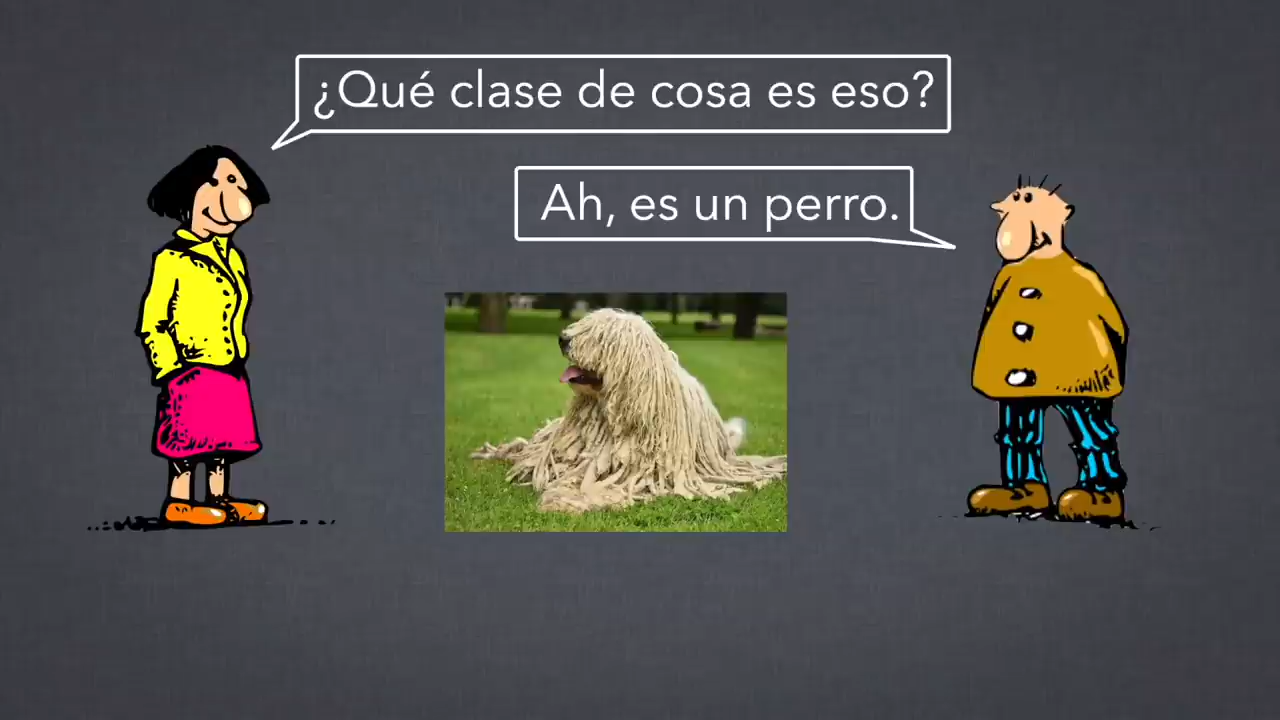 ¿Qué clase de cosa es eso?
Ah, es un perro.